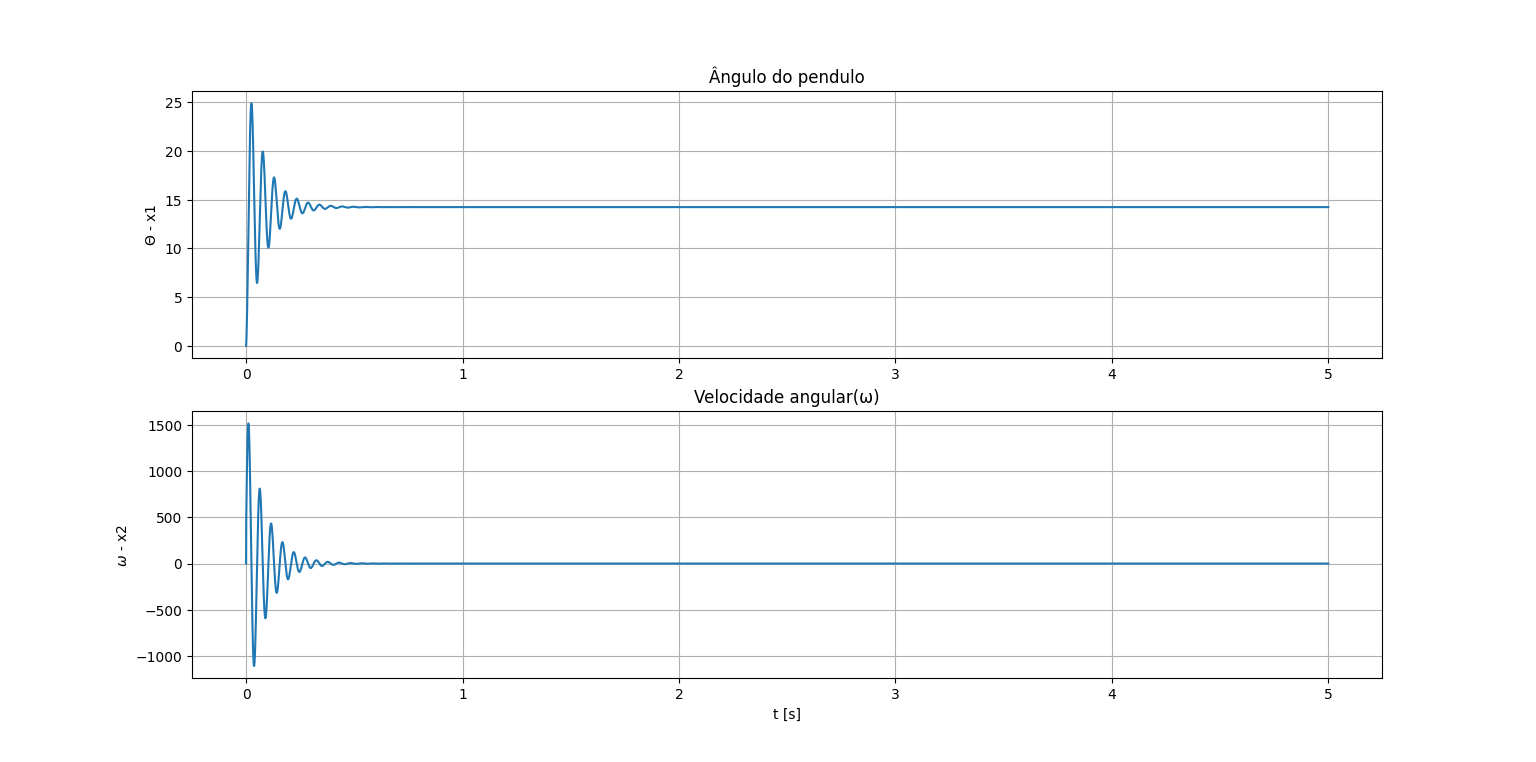 Ângulo do pendulo
25
20
15
10
5
0
Θ - x1
0 1 2 3 4 5
Velocidade angular(ω)
1500
1000
500
0
−500
−1000
ω - x2
0 1 2 3 4 5
t [s]